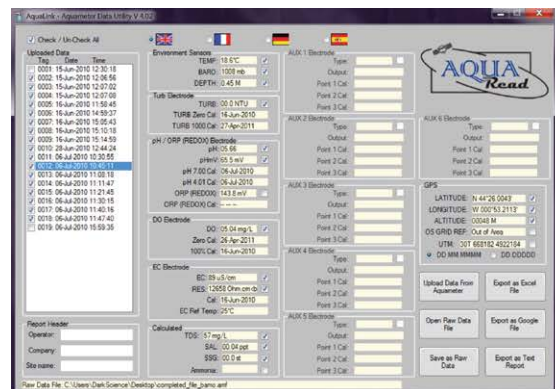 AquaLink - Aquameter Data Utility V 4.02
Check / Un-Check All
Uploaded Data
Tag Date Time
0001: 15-Jun-2010 12:30:18
0002: 15-Jun-2010 12:06:56
0003: 15-Jun-2010 12:07:02
0004: 15-Jun-2010 12:07:08
0005: 16-Jun-2010 11:58:45
0006: 16-Jun-2010 14:59:37
0007: 16-Jun-2010 15:05:43
0008: 16-Jun-2010 15:10:18
0009: 16-Jun-2010 15:14:59
0010: 28-Jun-2010 12:44:24
0011: 06-Jul-2010 10:30:55
0012: 06-Jul-2010 10:45:11
0013: 06-Jul-2010 11:08:18
0014: 06-Jul-2010 11:11:47
0015: 06-Jul-2010 11:21:45
0016: 06-Jul-2010 11:30:15
0017: 06-Jul-2010 11:40:16
0018: 06-Jul-2010 11:47:40
0019: 06-Jul-2010 15:59:35
Report Header
Operator:
Company:
Site name:
Environment Sensors
TEMP: 18.6°C
BARO: 1008 mb
DEPTH: 0.45 M
Turb Electrode
TURB: 00.0 NTU
TURB Zero Cal: 16-Jun-2010
TURB 1000 Cal: 27-Apr-2011
pH / ORP (REDOX) Electrode
pH: 05.66
pHmV: 65.5 mV
pH 7.00 Cal: 06-Jul-2010
pH 4.01 Cal: 06-Jul-2010
ORP (REDOX): 143.8 mV
ORP (REDOX) Cal: -- -- --
DO Electrode
DO: 05.04 mg/L
Zero Cal: 26-Apr-2011
100% Cal: 16-Jun-2010
EC Electrode
EC: 89 uS/cm
RES: 12658 Ohm.cm
Cal: 16-Jun-2010
EC Ref Temp: 25°C
Calculated
TDS: 57 mg/L
SAL: 00.04 ppt
SSG: 00.0 st
Ammonia:
AUX 1 Electrode
Type:
Output:
Point 1 Cal:
Point 2 Cal:
Point 3 Cal:
AUX 2 Electrode
Type:
Output:
Point 1 Cal:
Point 2 Cal:
Point 3 Cal:
AUX 3 Electrode
Type:
Output:
Point 1 Cal:
Point 2 Cal:
Point 3 Cal:
AUX 4 Electrode
Type:
Output:
Point 1 Cal:
Point 2 Cal:
Point 3 Cal:
AUX 5 Electrode
Type:
Output:
Point 1 Cal:
Point 2 Cal:
Point 3 Cal:
AQUA
Read
AUX 6 Electrode
Type:
Output:
Point 1 Cal:
Point 2 Cal:
Point 3 Cal:
GPS
LATITUDE: N 44°26.0043'
LONGITUDE: W 000°53.2113'
ALTITUDE: 00048 M
OS GRID REF: Out of Area
UTM: 30T 668182 4922184
DD MM.MMMM
DD.DDDDD
Upload Data From Aquameter
Export as Excel File
Open Raw Data File
Export as Google File
Save as Raw Data
Export as Text Report
Raw Data File: C:\Users\DarkScience\Desktop\completed_file_bamo.amf